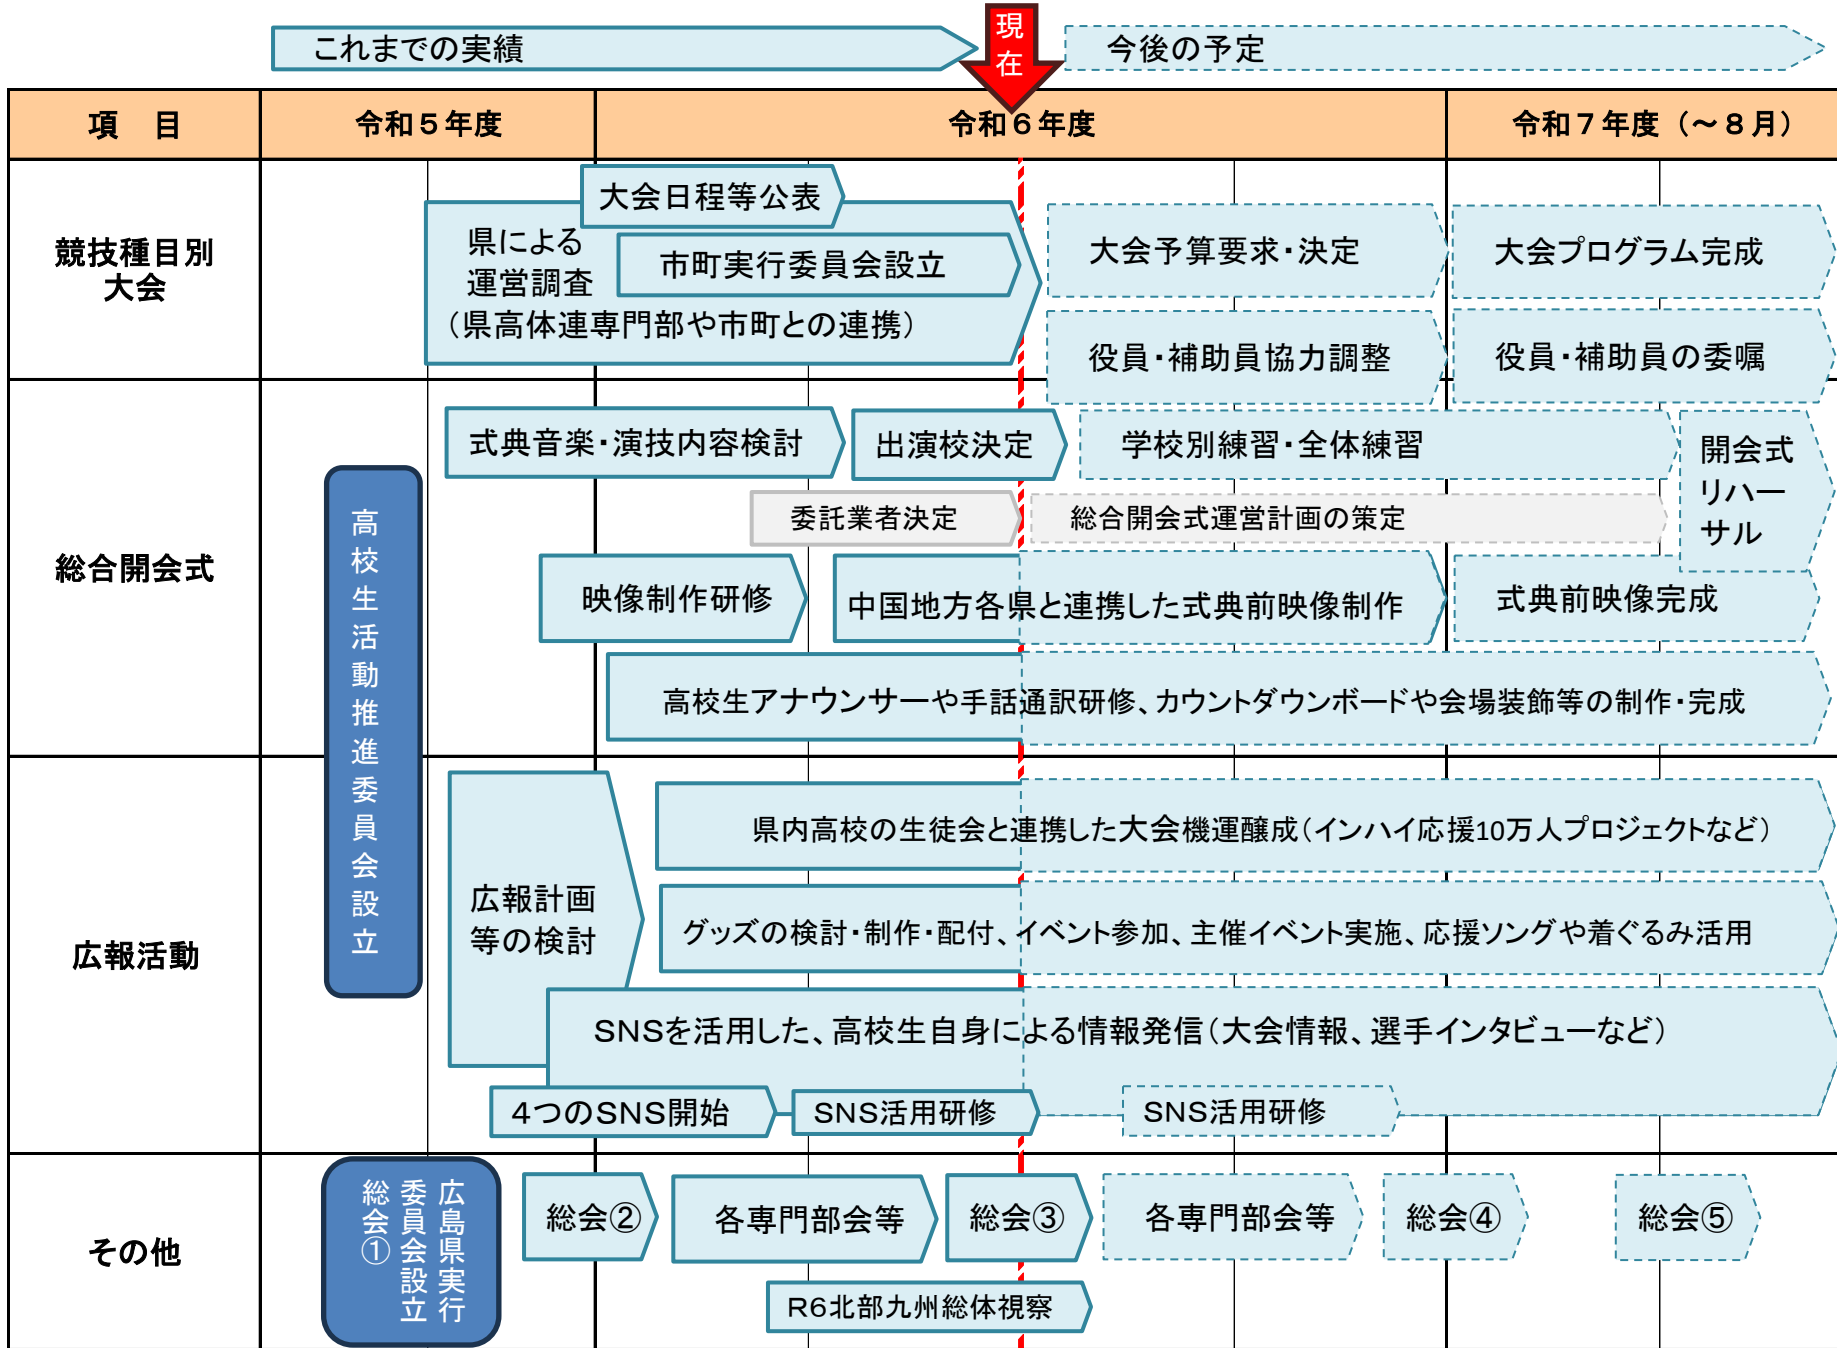 これまでの実績
現在
今後の予定
項　目
令和５年度
令和６年度
令和７年度（～８月）
競技種目別
大会
大会日程等公表
県による
運営調査
（県高体連専門部や市町との連携）
市町実行委員会設立
大会予算要求・決定
大会プログラム完成
役員・補助員協力調整
役員・補助員の委嘱
総合開会式
高校生活動推進委員会設立
式典音楽・演技内容検討
出演校決定
学校別練習・全体練習
開会式
リハー
サル
委託業者決定
総合開会式運営計画の策定
映像制作研修
中国地方各県と連携した式典前映像制作
式典前映像完成
高校生アナウンサーや手話通訳研修、カウントダウンボードや会場装飾等の制作・完成
広報活動
広報計画
等の検討
県内高校の生徒会と連携した大会機運醸成（インハイ応援10万人プロジェクトなど）
グッズの検討・制作・配付、イベント参加、主催イベント実施、応援ソングや着ぐるみ活用
SNSを活用した、高校生自身による情報発信（大会情報、選手インタビューなど）
４つのSNS開始
SNS活用研修
SNS活用研修
その他
広島県実行
委員会設立
総会①
総会②
各専門部会等
総会③
各専門部会等
総会④
総会⑤
R６北部九州総体視察